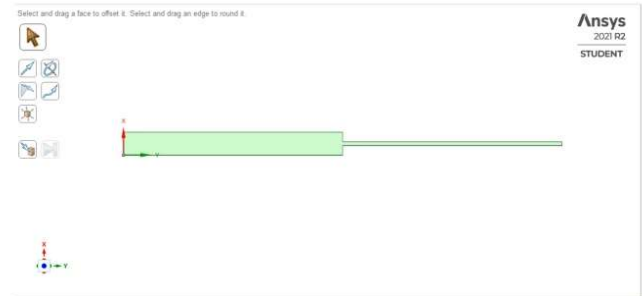 Select and drag a face to offset it. Select and drag an edge to round it.
Ansys
2021 R2
STUDENT
X
Y
X
Y